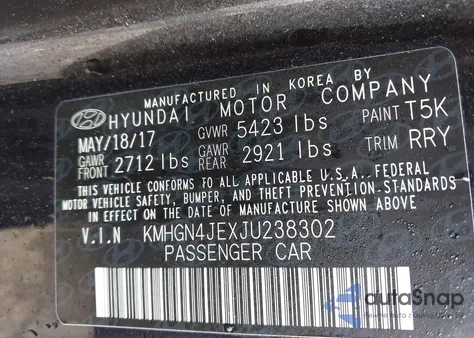 MANUFACTURED IN KOREA BY
HYUNDAI MOTOR COMPANY
MAY/18/17 GVWR 5423 lbs PAINT T5K
GAWR FRONT 2712 lbs GAWR REAR 2921 lbs TRIM RRY
THIS VEHICLE CONFORMS TO ALL APPLICABLE U.S.A. FEDERAL
MOTOR VEHICLE SAFETY, BUMPER, AND THEFT PREVENTION STANDARDS
IN EFFECT ON THE DATE OF MANUFACTURE SHOWN ABOVE.
V.I.N KMHGN4JEXJU238302
PASSENGER CAR
autoSnap